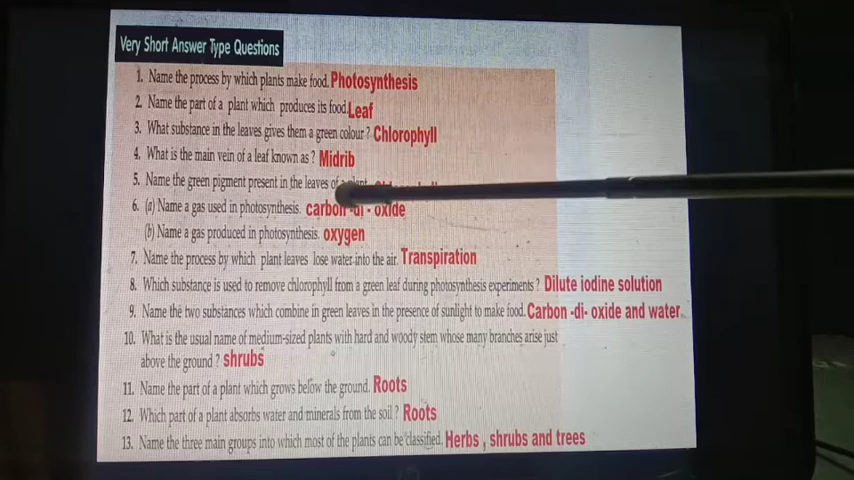 Very Short Answer Type Questions
1. Name the process by which plants make food. Photosynthesis
2. Name the part of a plant which produces its food. Leaf
3. What substance in the leaves gives them a green colour ? Chlorophyll
4. What is the main vein of a leaf known as ? Midrib
5. Name the green pigment present in the leaves of a plant.
6. (a) Name a gas used in photosynthesis. carbon -di - oxide
(b) Name a gas produced in photosynthesis. oxygen
7. Name the process by which plant leaves lose water into the air. Transpiration
8. Which substance is used to remove chlorophyll from a green leaf during photosynthesis experiments ? Dilute iodine solution
9. Name the two substances which combine in green leaves in the presence of sunlight to make food. Carbon -di- oxide and water
10. What is the usual name of medium-sized plants with hard and woody stem whose many branches arise just
above the ground ? shrubs
11. Name the part of a plant which grows below the ground. Roots
12. Which part of a plant absorbs water and minerals from the soil ? Roots
13. Name the three main groups into which most of the plants can be classified. Herbs , shrubs and trees